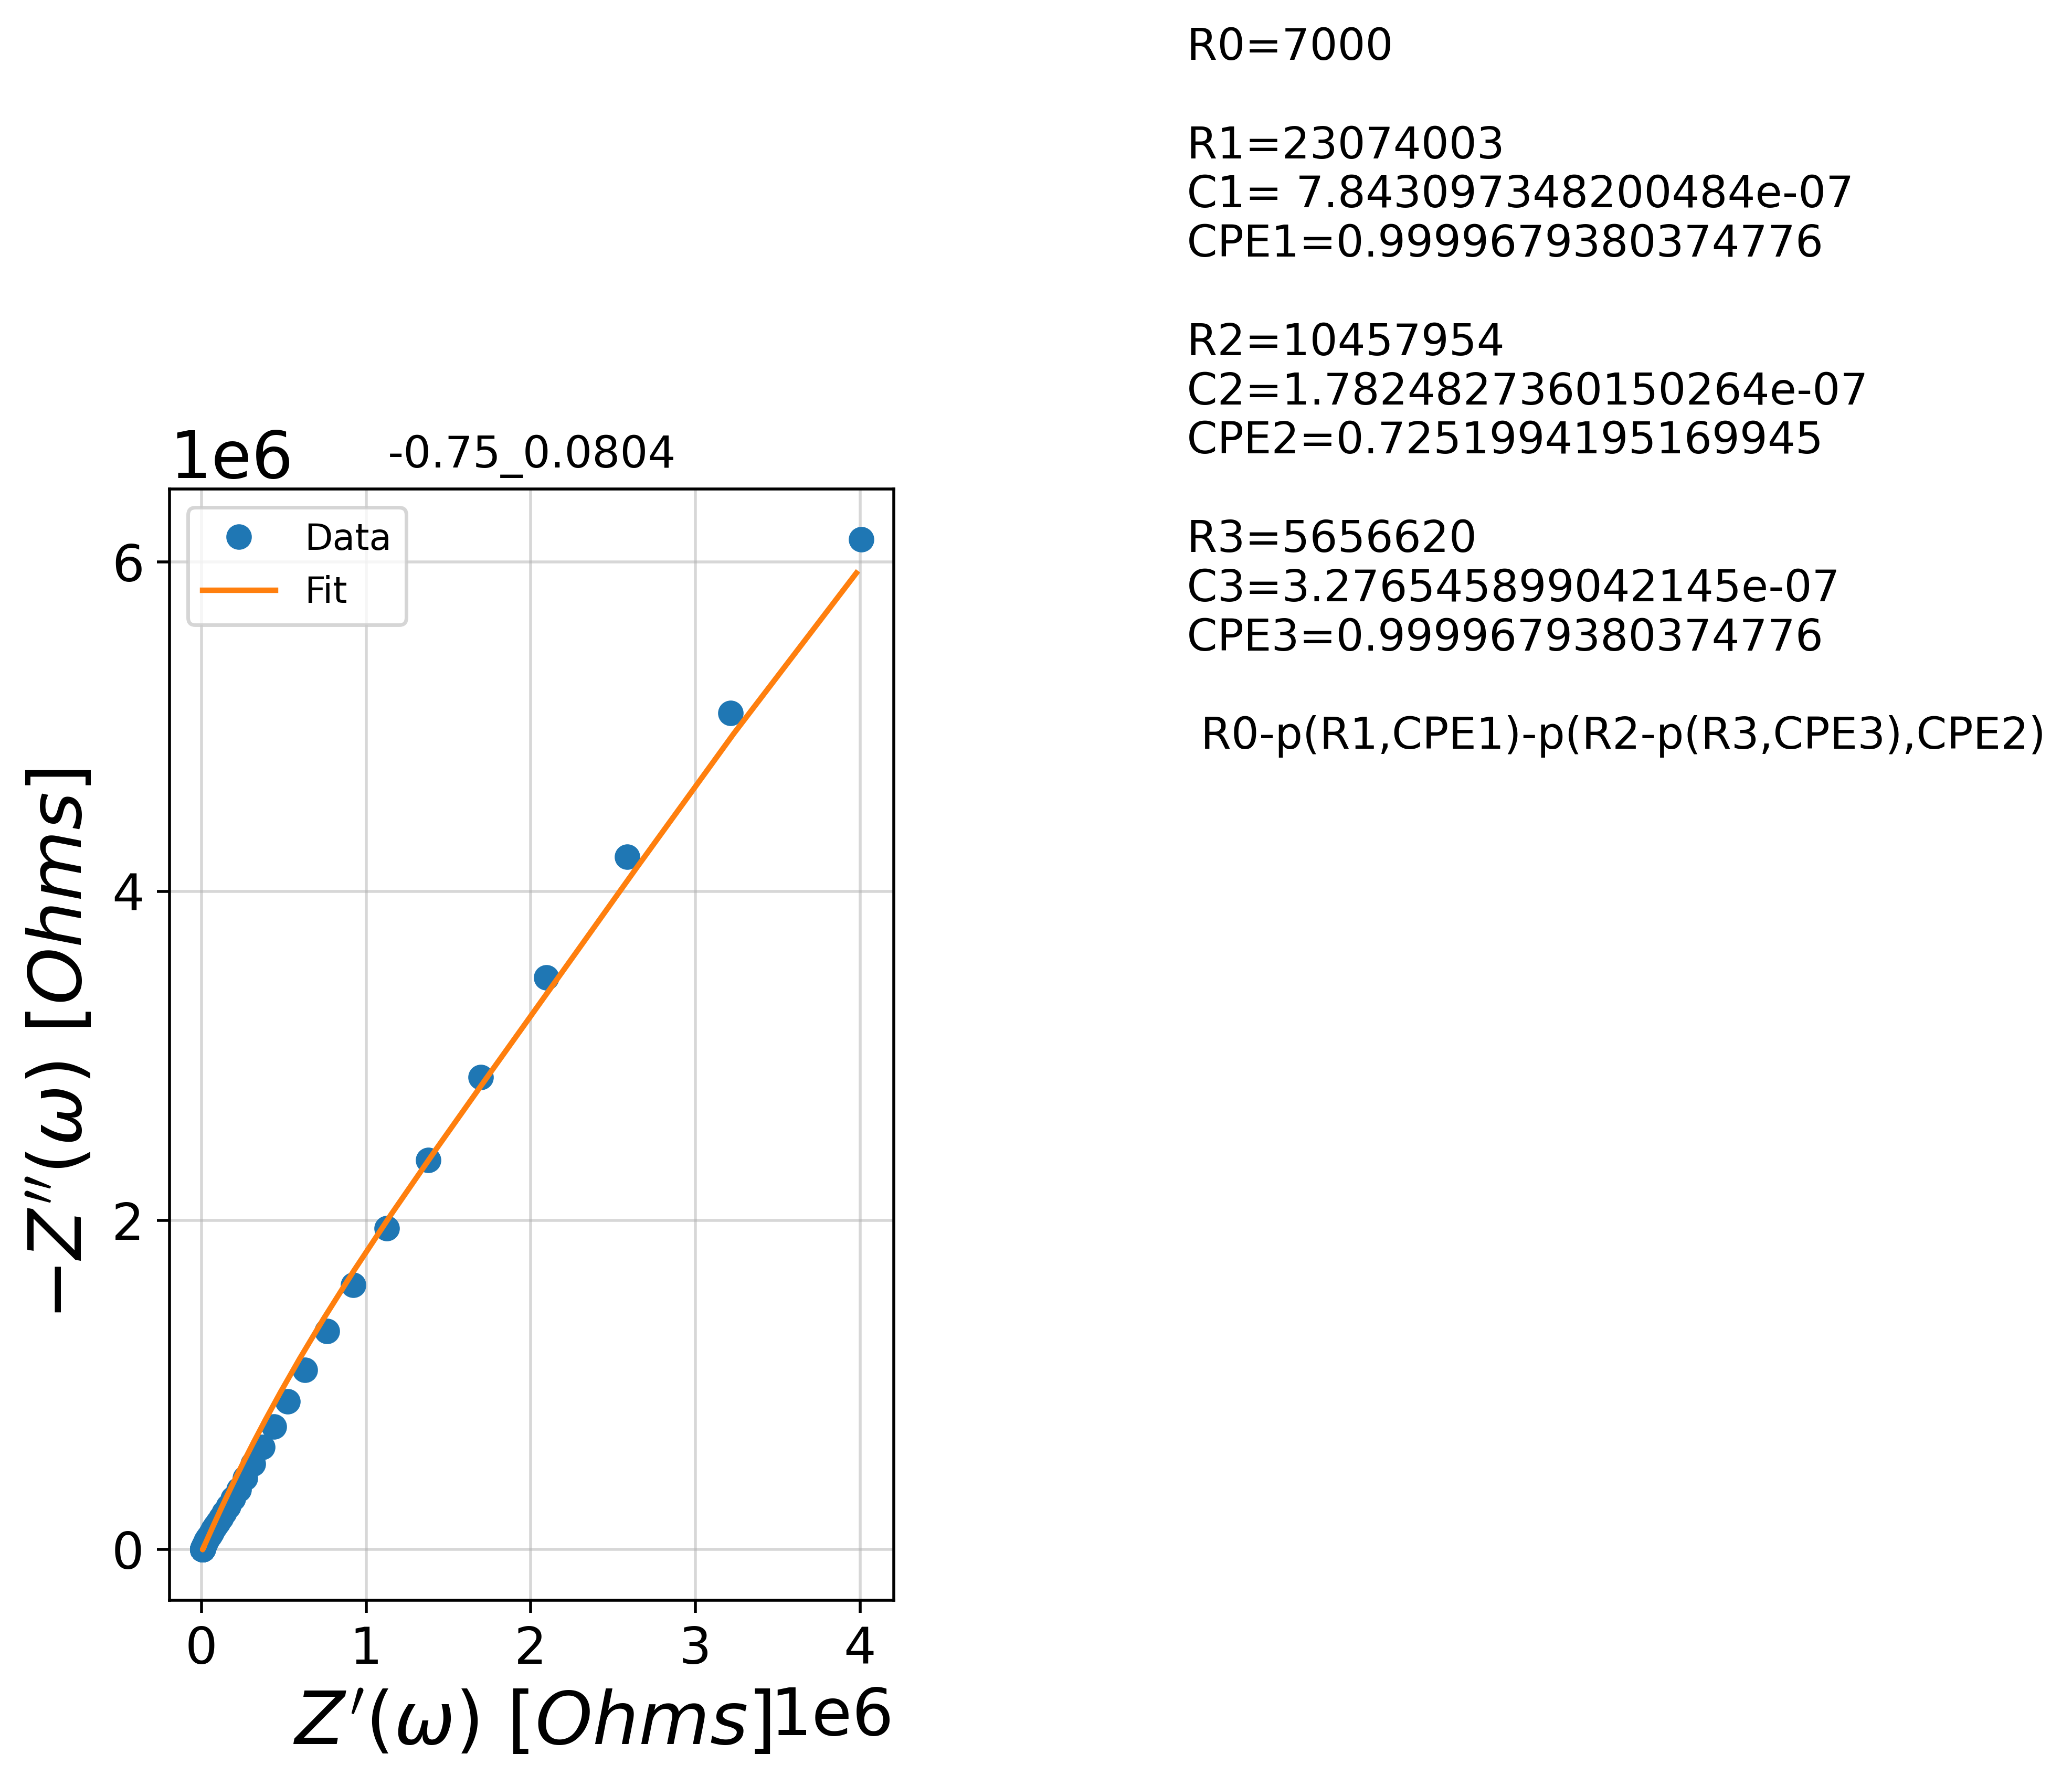 R0=7000
R1=23074003
C1= 7.843097348200484e-07
CPE1=0.9999679380374776
R2=10457954
C2=1.7824827360150264e-07
CPE2=0.7251994195169945
R3=5656620
C3=3.276545899042145e-07
CPE3=0.9999679380374776
R0-p(R1,CPE1)-p(R2-p(R3,CPE3),CPE2)
1e6
-0.75_0.0804
Data
Fit
6
4
2
0
−Z′′(ω) [Ohms]
0 1 2 3 4
Z′(ω) [Ohms]
1e6